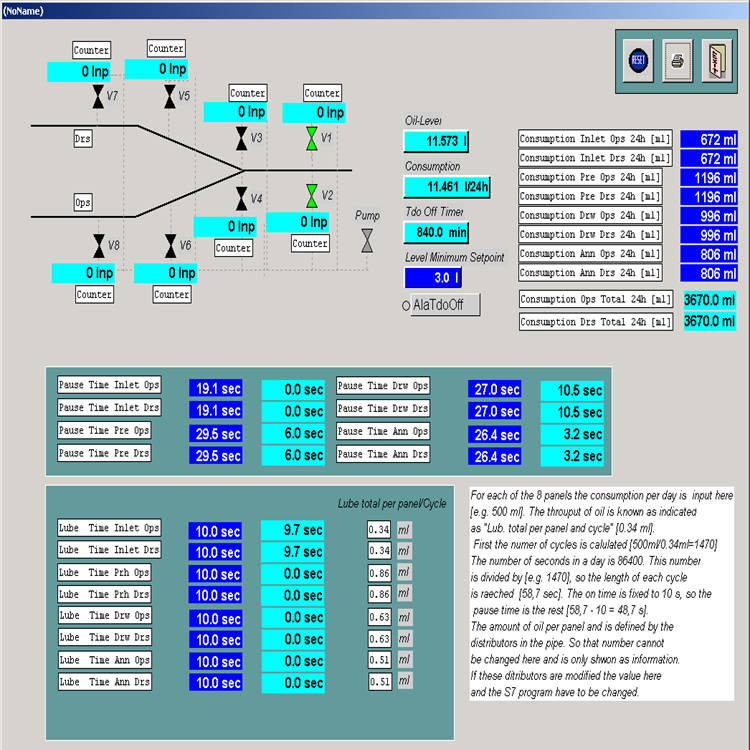 (NoName)
Counter
0 Inp
V7
Counter
0 Inp
V5
Counter
0 Inp
V3
Counter
0 Inp
V1
Drs
Ops
V4
0 Inp
Counter
V2
0 Inp
Counter
V8
0 Inp
Counter
V6
0 Inp
Counter
Pump
RESET
Oil-Level
11.573 l
Consumption
11.461 l/24h
Tdo Off Timer
840.0 min
Level Minimum Setpoint
3.0 l
AlaTdoOff
Consumption Inlet Ops 24h [ml] 672 ml
Consumption Inlet Drs 24h [ml] 672 ml
Consumption Pre Ops 24h [ml] 1196 ml
Consumption Pre Drs 24h [ml] 1196 ml
Consumption Drw Ops 24h [ml] 996 ml
Consumption Drw Drs 24h [ml] 996 ml
Consumption Ann Ops 24h [ml] 806 ml
Consumption Ann Drs 24h [ml] 806 ml
Consumption Ops Total 24h [ml] 3670.0 ml
Consumption Drs Total 24h [ml] 3670.0 ml
Pause Time Inlet Ops 19.1 sec 0.0 sec Pause Time Drw Ops 27.0 sec 10.5 sec
Pause Time Inlet Drs 19.1 sec 0.0 sec Pause Time Drw Drs 27.0 sec 10.5 sec
Pause Time Pre Ops 29.5 sec 6.0 sec Pause Time Ann Ops 26.4 sec 3.2 sec
Pause Time Pre Drs 29.5 sec 6.0 sec Pause Time Ann Drs 26.4 sec 3.2 sec
Lube total per panel/Cycle
Lube Time Inlet Ops 10.0 sec 9.7 sec 0.34 ml
Lube Time Inlet Drs 10.0 sec 9.7 sec 0.34 ml
Lube Time Prh Ops 10.0 sec 0.0 sec 0.86 ml
Lube Time Prh Drs 10.0 sec 0.0 sec 0.86 ml
Lube Time Drw Ops 10.0 sec 0.0 sec 0.63 ml
Lube Time Drw Drs 10.0 sec 0.0 sec 0.63 ml
Lube Time Ann Ops 10.0 sec 0.0 sec 0.51 ml
Lube Time Ann Drs 10.0 sec 0.0 sec 0.51 ml
For each of the 8 panels the consumption per day is input here
[e.g. 500 ml]. The throuput of oil is known as indicated
as "Lub. total per panel and cycle" [0.34 ml].
First the numer of cycles is calulated [500ml/0.34ml=1470]
The number of seconds in a day is 86400. This number
is divided by [e.g. 1470], so the length of each cycle
is raeched [58,7 sec]. The on time is fixed to 10 s, so the
pause time is the rest [58,7 - 10 = 48,7 s].
The amount of oil per panel and is defined by the
distributors in the pipe. So that number cannot
be changed here and is only shwon as information.
If these ditributors are modified the value here
and the S7 program have to be changed.